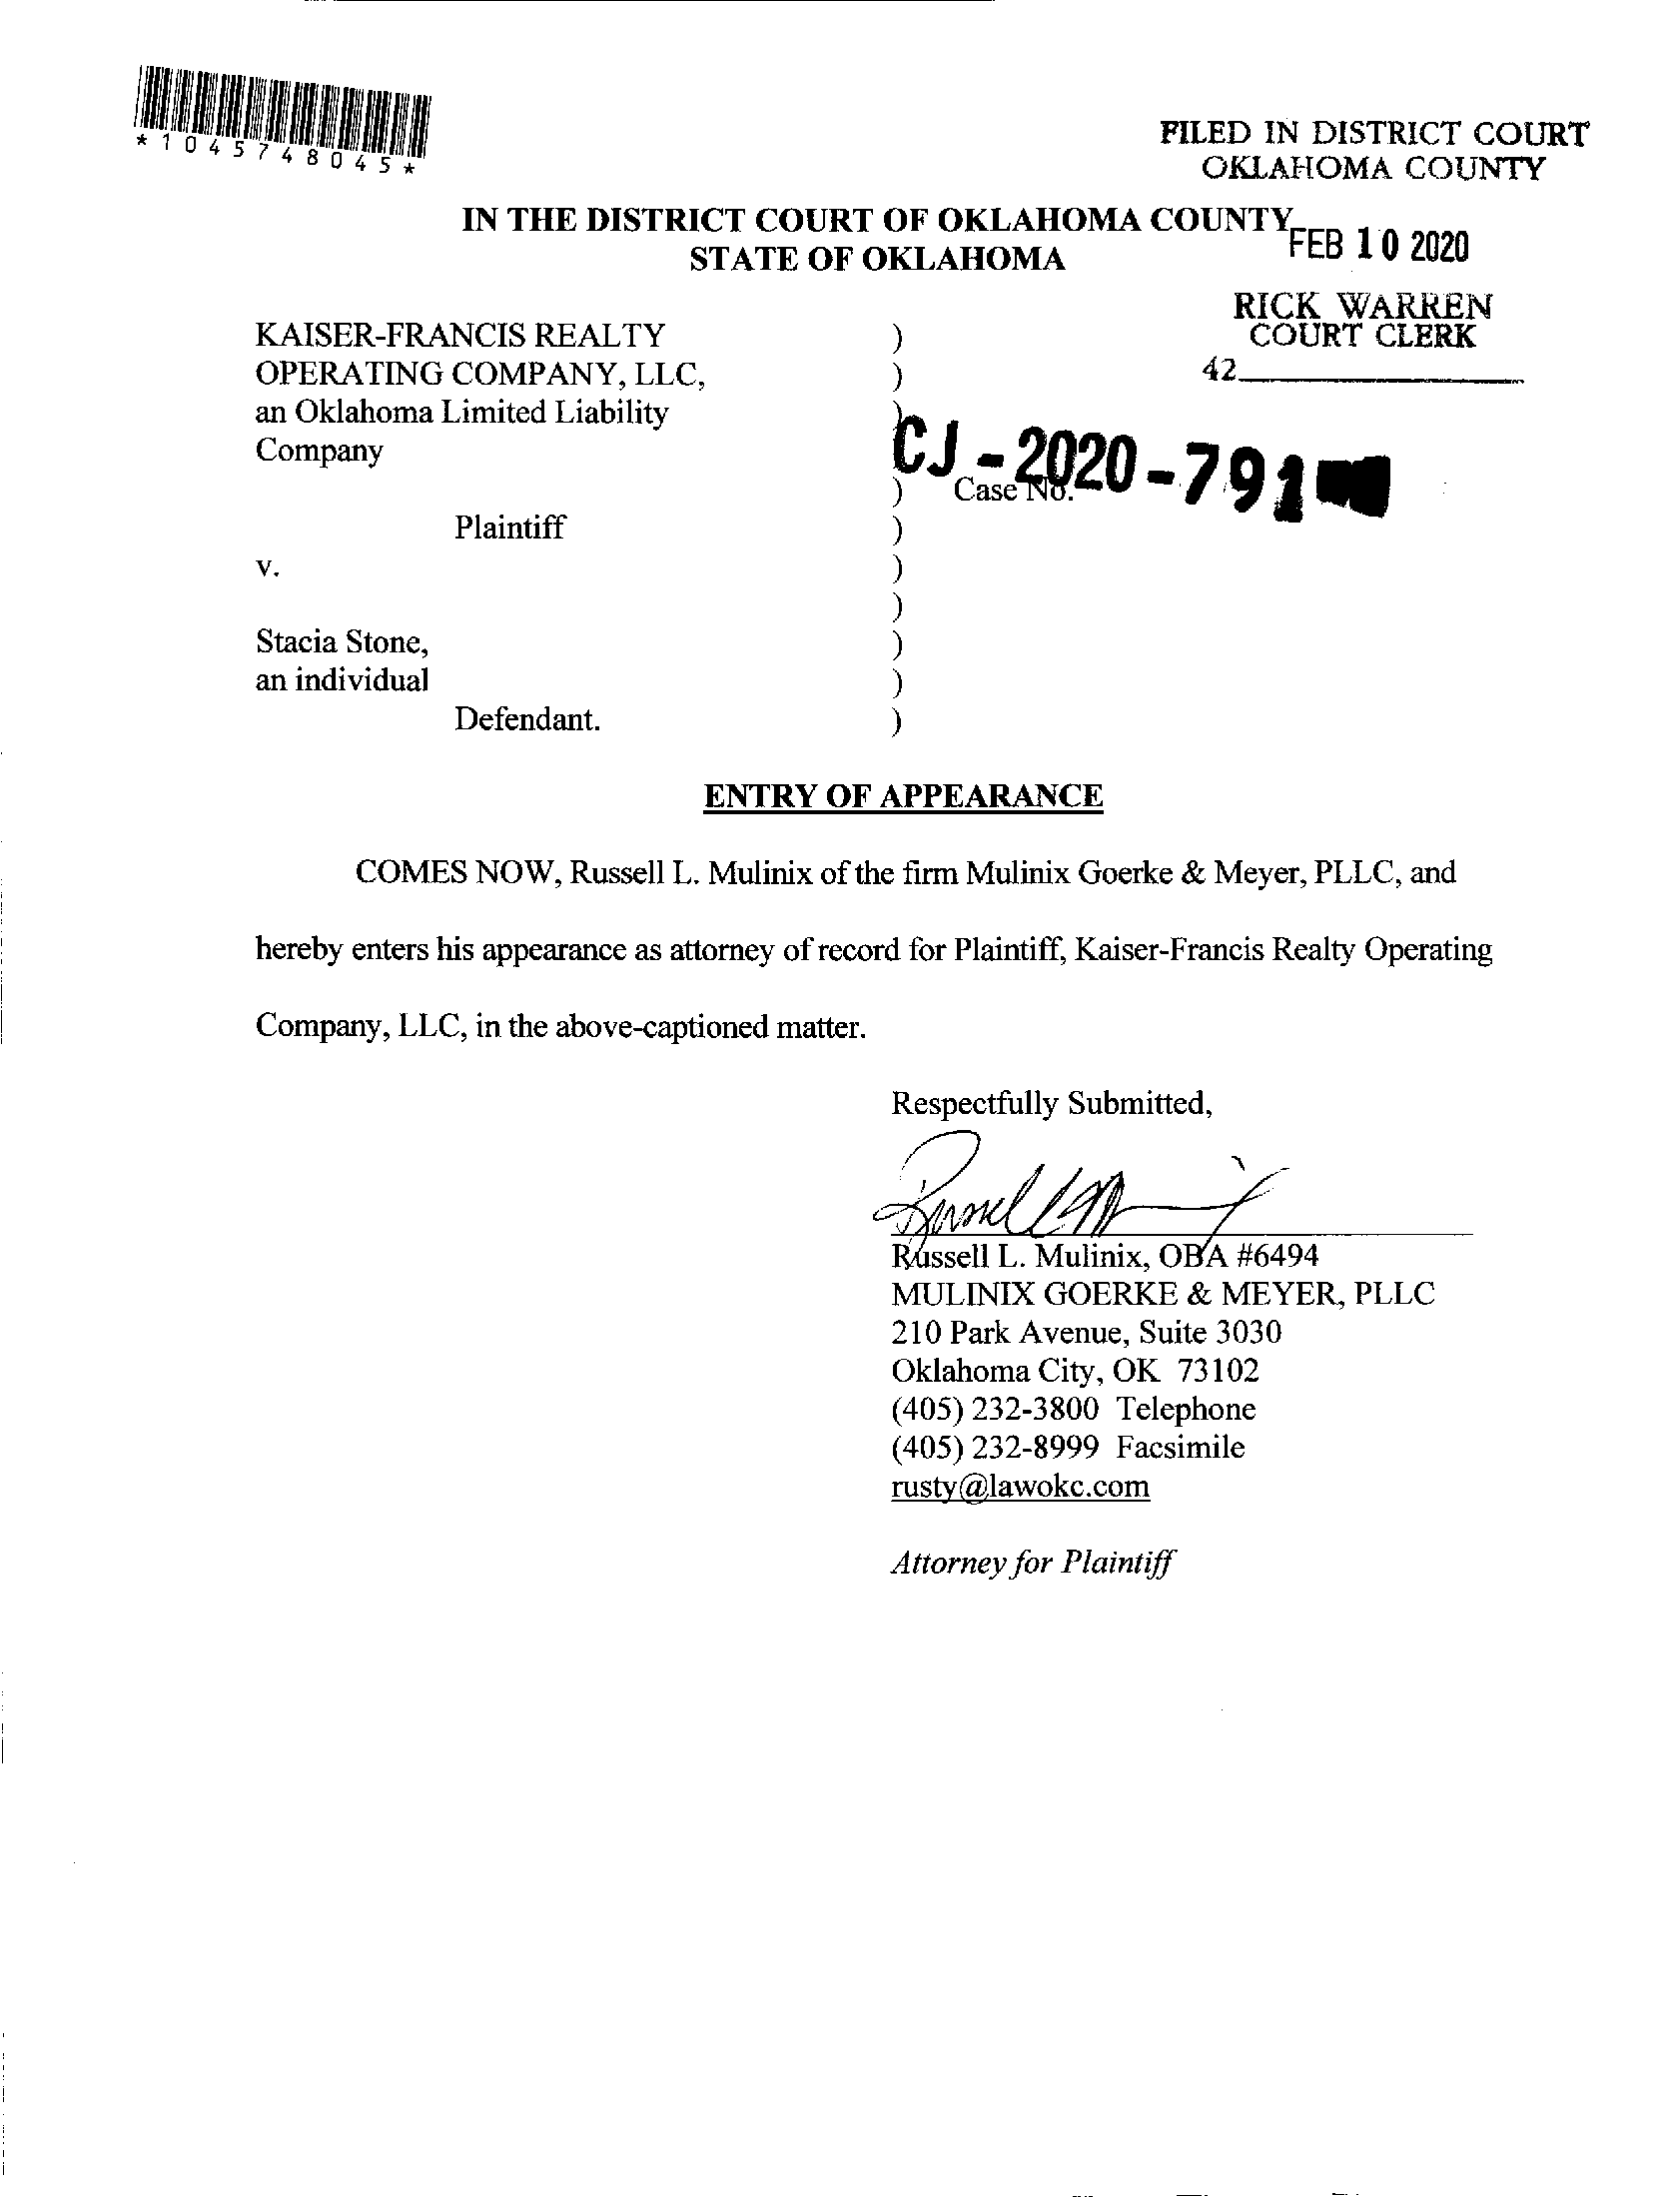 *1045748045*
FILED IN DISTRICT COURT
OKLAHOMA COUNTY
IN THE DISTRICT COURT OF OKLAHOMA COUNTY
STATE OF OKLAHOMA
FEB 10 2020
RICK WARREN
COURT CLERK
42
KAISER-FRANCIS REALTY )
OPERATING COMPANY, LLC, )
an Oklahoma Limited Liability )
Company
CJ-2020-791
) Case No.
Plaintiff )
v. )
)
Stacia Stone, )
an individual )
Defendant. )
ENTRY OF APPEARANCE
COMES NOW, Russell L. Mulinix of the firm Mulinix Goerke & Meyer, PLLC, and
hereby enters his appearance as attorney of record for Plaintiff, Kaiser-Francis Realty Operating
Company, LLC, in the above-captioned matter.
Respectfully Submitted,
Russell L. Mulinix, OBA #6494
MULINIX GOERKE & MEYER, PLLC
210 Park Avenue, Suite 3030
Oklahoma City, OK 73102
(405) 232-3800 Telephone
(405) 232-8999 Facsimile
rusty@lawokc.com
Attorney for Plaintiff